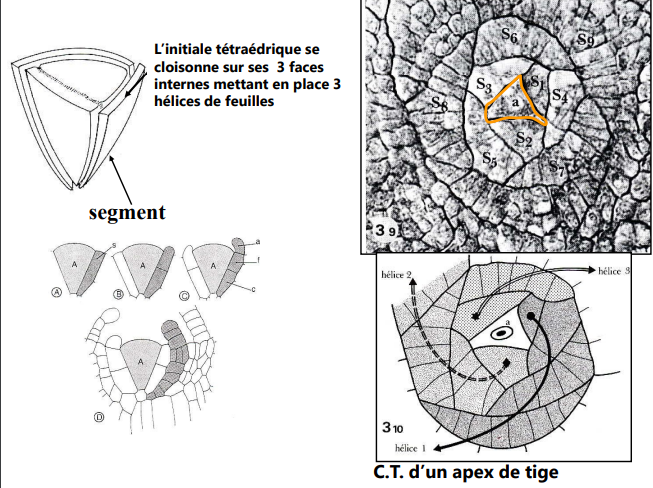 L'initiale tétraédrique se
cloisonne sur ses 3 faces
internes mettant en place 3
hélices de feuilles
segment
A
s
A
A
B
A
C
a
f
c
A
D
S6
S9
S3
S1
a
S4
S8
S2
S5
S7
3 9
hélice 2
hélice 3
a
3 10
hélice 1
C.T. d'un apex de tige